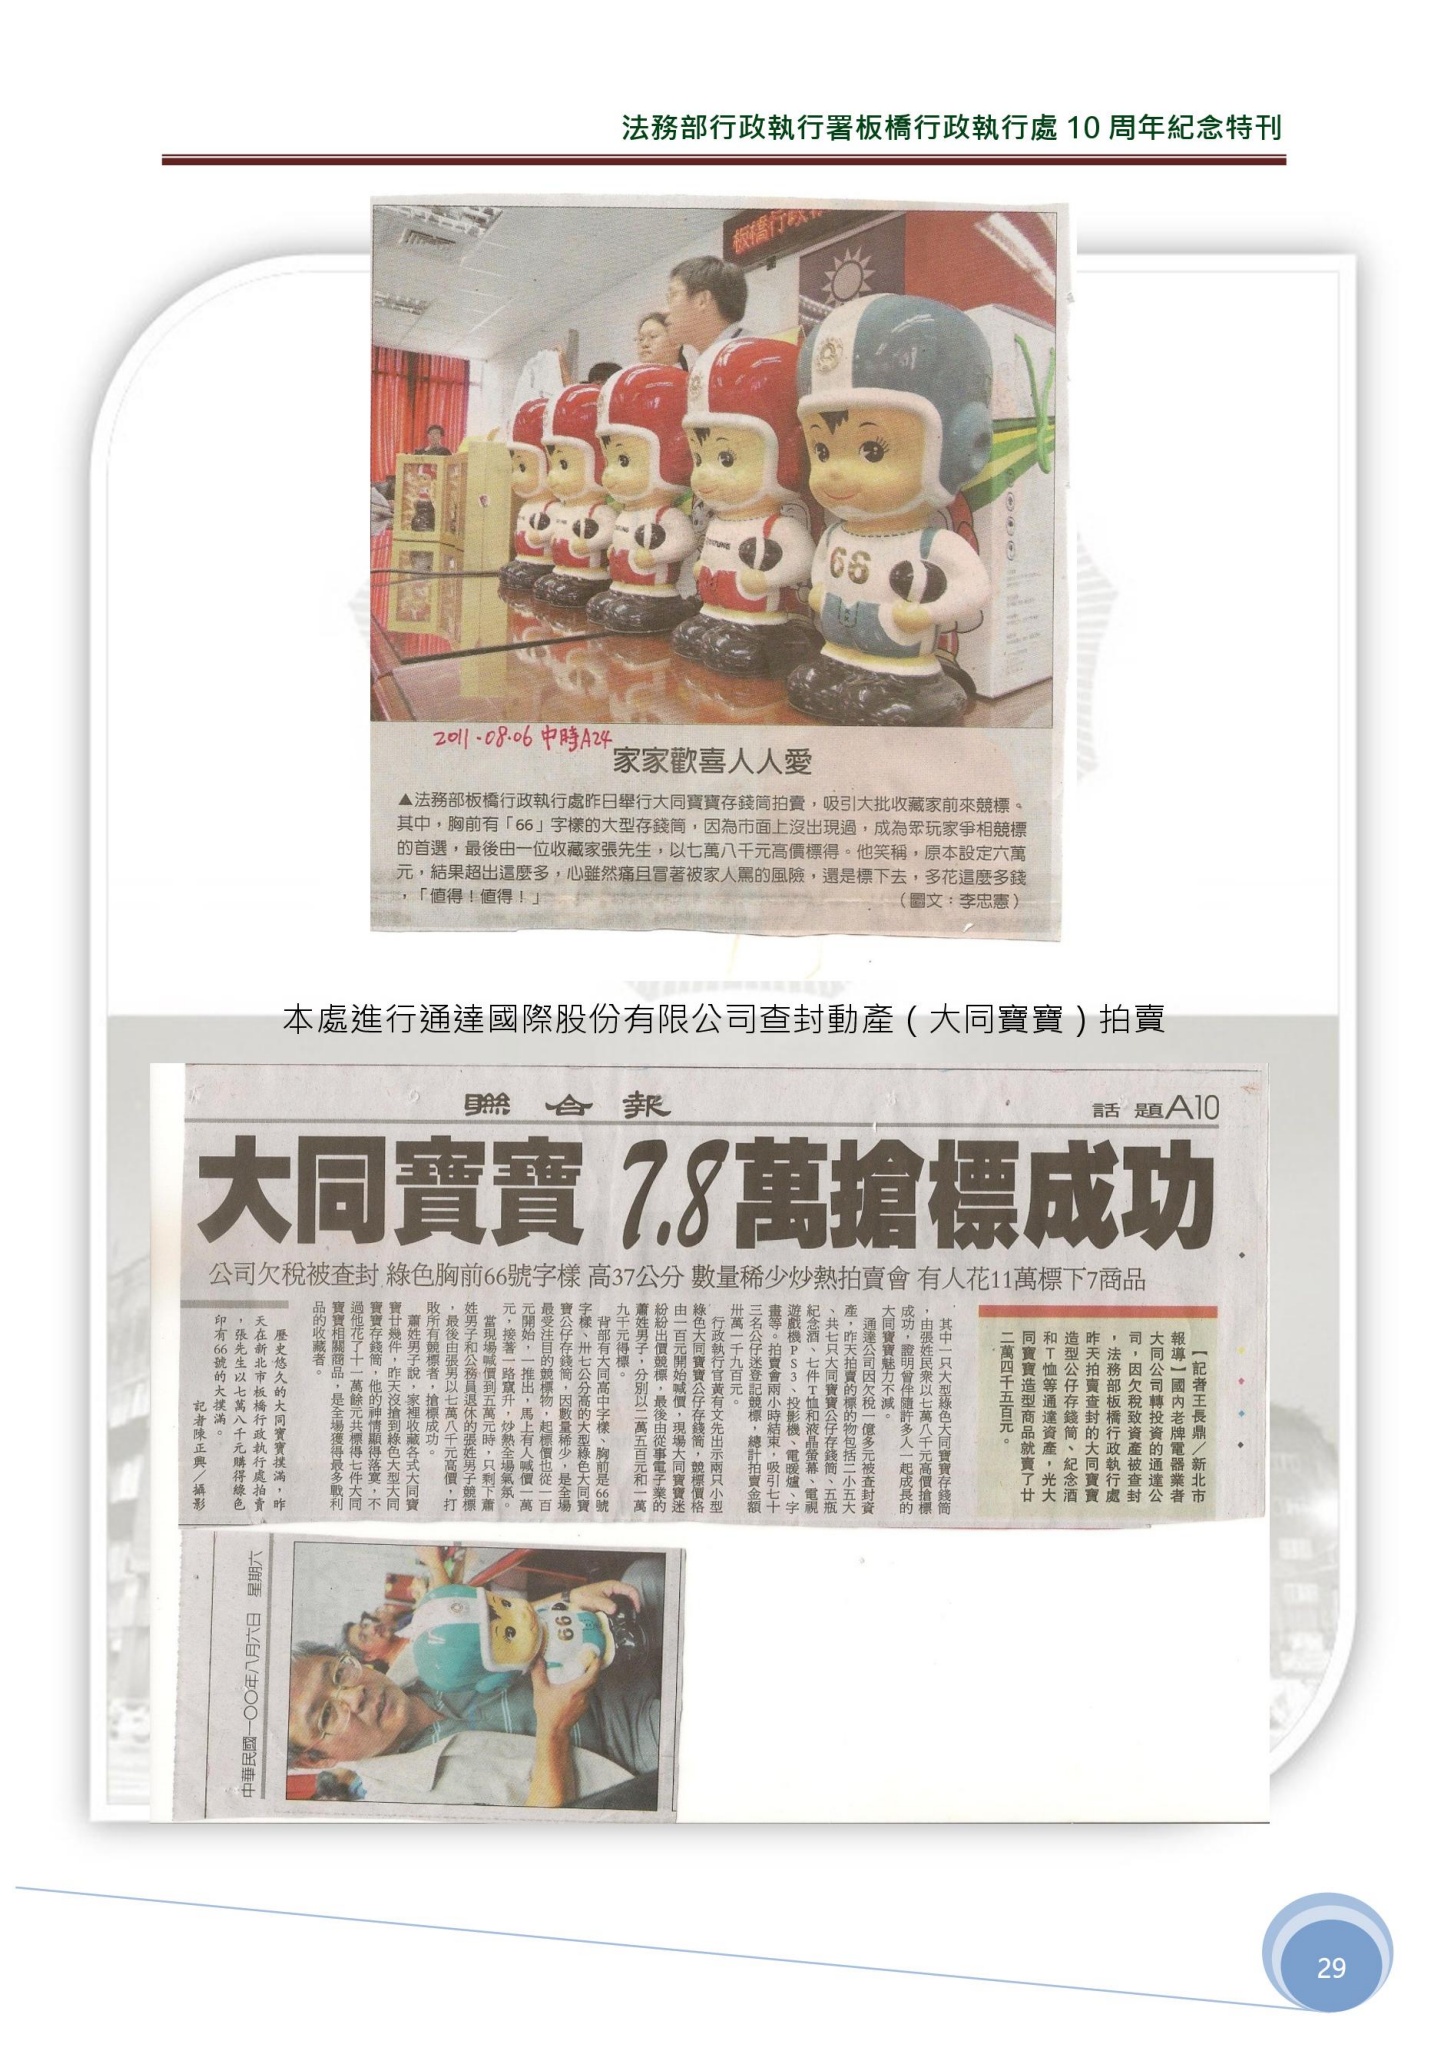 法務部行政執行署板橋行政執行處 10 周年紀念特刊
板橋行政執
66
2011.08.06 中時A24
家家歡喜人人愛
▲法務部板橋行政執行處昨日舉行大同寶寶存錢筒拍賣，吸引大批收藏家前來競標。
其中，胸前有「66」字樣的大型存錢筒，因為市面上沒出現過，成為眾玩家爭相競標
的首選，最後由一位收藏家張先生，以七萬八千元高價標得。他笑稱，原本設定六萬
元，結果超出這麼多，心雖然痛且冒著被家人罵的風險，還是標下去，多花這麼多錢
，「值得！值得！」
（圖文：李忠憲）
本處進行通達國際股份有限公司查封動產（大同寶寶）拍賣
聯合報
話題A10
大同寶寶 7.8萬搶標成功
公司欠稅被查封 綠色胸前66號字樣 高37公分 數量稀少炒熱拍賣會 有人花11萬標下7商品
【記者王長鼎／新北市
報導】國內老牌電器業者
大同公司轉投資的通達公
司，因欠稅致資產被查封
，法務部板橋行政執行處
昨天拍賣查封的大同寶寶
造型公仔存錢筒、紀念酒
和T恤等通達資產，光大
同寶寶造型商品就賣了廿
二萬四千五百元。
其中一只大型綠色大同寶寶存錢筒
，由張姓民眾以七萬八千元高價搶標
成功，證明曾伴隨許多人一起成長的
大同寶寶魅力不減。
通達公司因欠稅一億多元被查封資
產，昨天拍賣的標的物包括二小五大
、共七只大同寶寶公仔存錢筒、五瓶
紀念酒、七件T恤和液晶螢幕、電視
遊戲機PS3、投影機、電暖爐、字
畫等。拍賣會兩小時結束，吸引七十
三名公仔迷登記競標，總計拍賣金額
卅萬一千九百元。
行政執行官黃有文先出示兩只小型
綠色大同寶寶公仔存錢筒，競標價格
由一百元開始喊價，現場大同寶寶迷
紛紛出價競標，最後由從事電子業的
蕭姓男子，分別以二萬五百元和一萬
九千元得標。
背部有大同高中字樣、胸前是66號
字樣、卅七公分高的大型綠色大同寶
寶公仔存錢筒，因數量稀少，是全場
最受注目的競標物，起標價也從一百
元開始，一推出，馬上有人喊價一萬
元，接著一路竄升，炒熱全場氣氛。
當現場喊價到五萬元時，只剩下蕭
姓男子和公務員退休的張姓男子競標
，最後由張男以七萬八千元高價，打
敗所有競標者，搶標成功。
蕭姓男子說，家裡收藏各式大同寶
寶廿幾件，昨天沒搶到綠色大型大同
寶寶存錢筒，他的神情顯得落寞，不
過他花了十一萬餘元共標得七件大同
寶寶相關商品，是全場獲得最多戰利
品的收藏者。
歷史悠久的大同寶寶撲滿，昨
天在新北市板橋行政執行處拍賣
，張先生以七萬八千元購得綠色
印有66號的大撲滿。
記者陳正興／攝影
中華民國一○○年八月六日 星期六
66
29